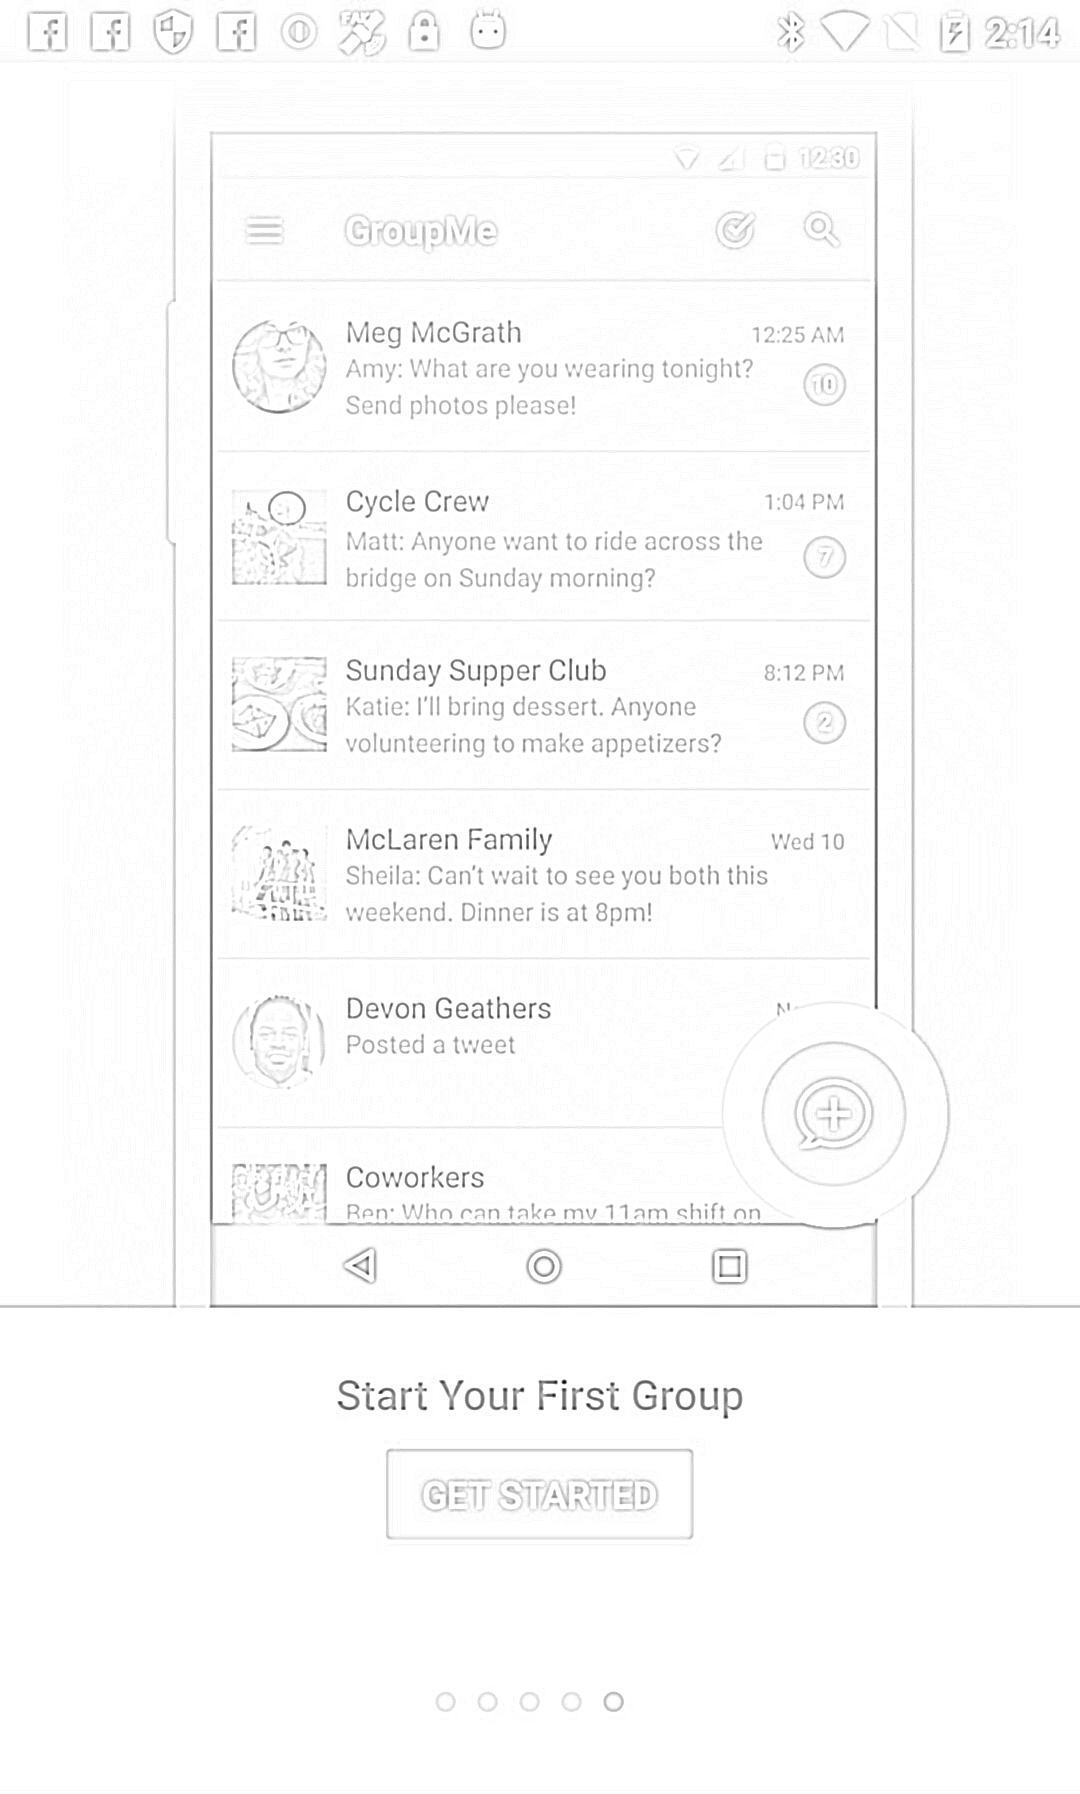 2:14
12:30
GroupMe
Meg McGrath 12:25 AM
Amy: What are you wearing tonight?
10
Send photos please!
Cycle Crew 1:04 PM
Matt: Anyone want to ride across the
7
bridge on Sunday morning?
Sunday Supper Club 8:12 PM
Katie: I'll bring dessert. Anyone
2
volunteering to make appetizers?
McLaren Family Wed 10
Sheila: Can't wait to see you both this
weekend. Dinner is at 8pm!
Devon Geathers
Posted a tweet
Coworkers
Ben: Who can take my 11am shift on
Start Your First Group
GET STARTED